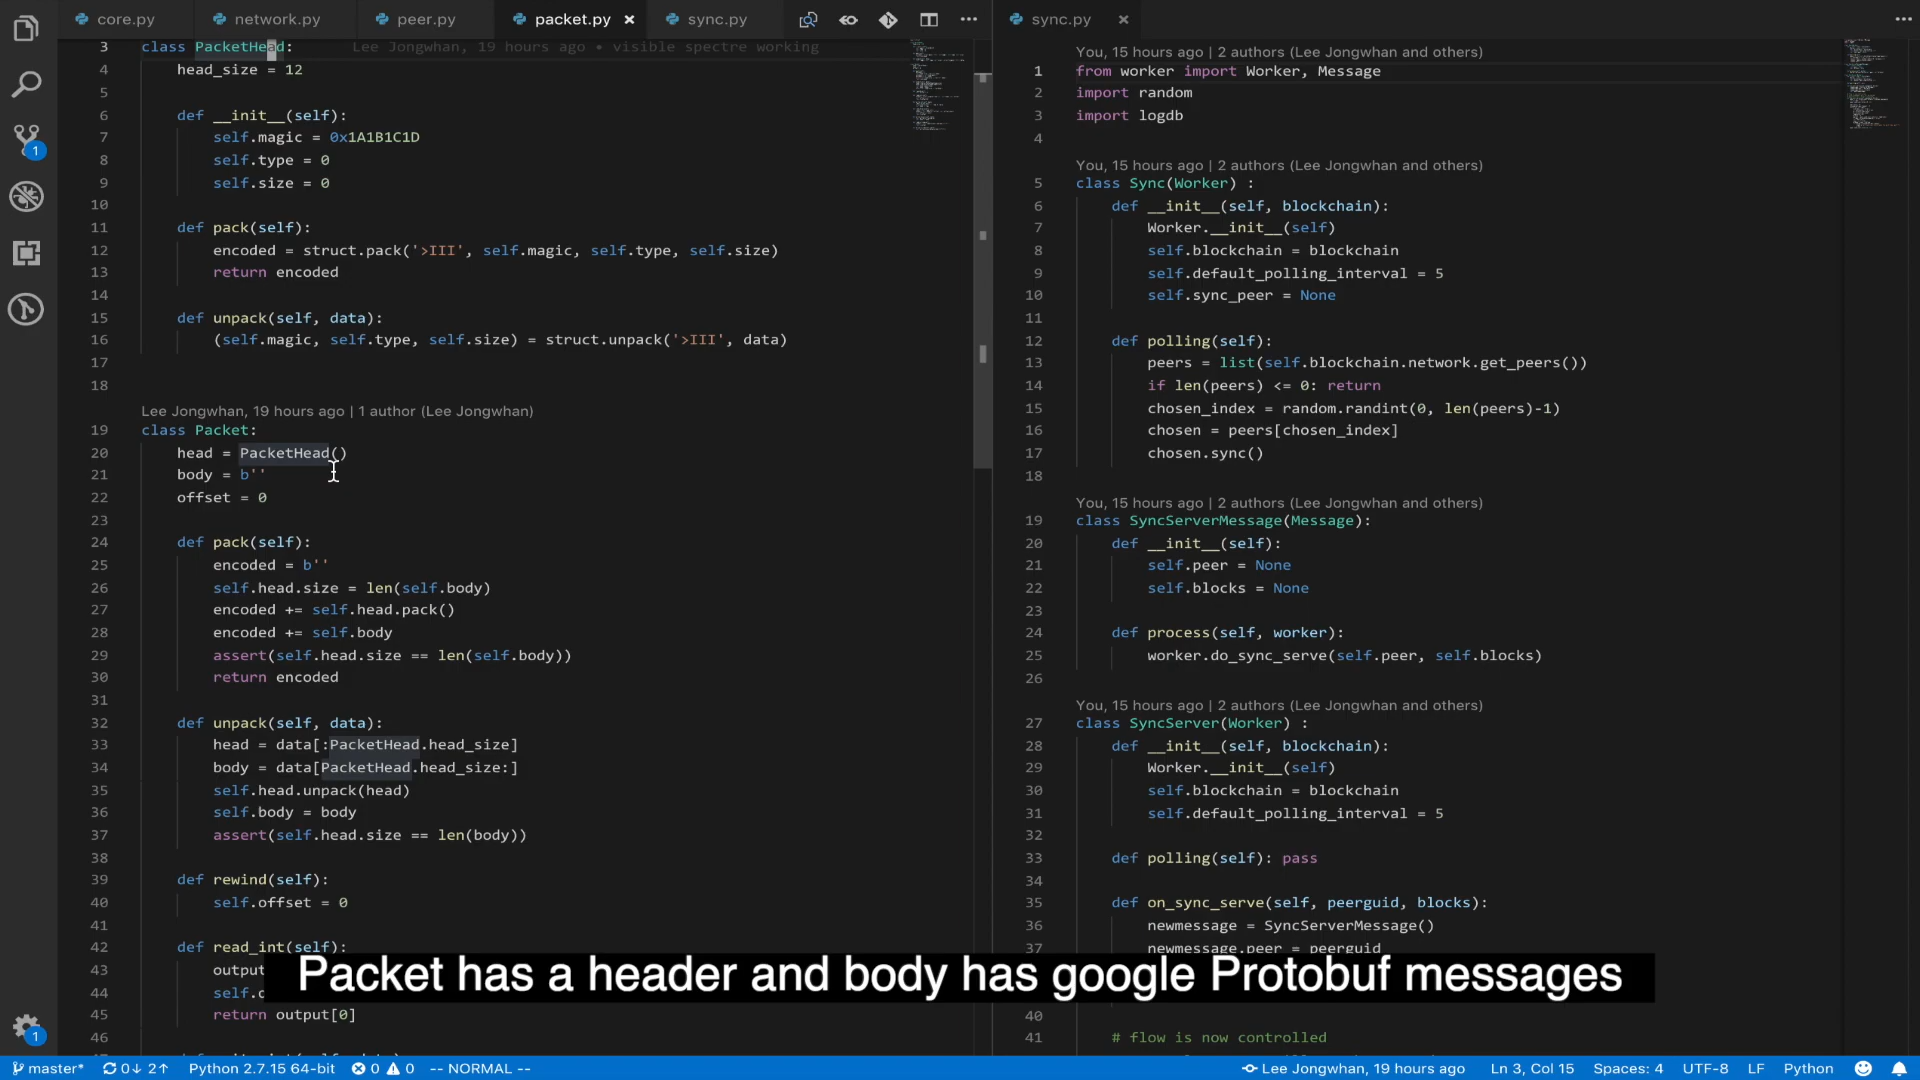 core.py network.py peer.py packet.py sync.py
3 class PacketHead: Lee Jongwhan, 19 hours ago • visible spectre working
4 head_size = 12
5
6 def __init__(self):
7 self.magic = 0x1A1B1C1D
8 self.type = 0
9 self.size = 0
10
11 def pack(self):
12 encoded = struct.pack('>III', self.magic, self.type, self.size)
13 return encoded
14
15 def unpack(self, data):
16 (self.magic, self.type, self.size) = struct.unpack('>III', data)
17
18
Lee Jongwhan, 19 hours ago | 1 author (Lee Jongwhan)
19 class Packet:
20 head = PacketHead()
21 body = b''
22 offset = 0
23
24 def pack(self):
25 encoded = b''
26 self.head.size = len(self.body)
27 encoded += self.head.pack()
28 encoded += self.body
29 assert(self.head.size == len(self.body))
30 return encoded
31
32 def unpack(self, data):
33 head = data[:PacketHead.head_size]
34 body = data[PacketHead.head_size:]
35 self.head.unpack(head)
36 self.body = body
37 assert(self.head.size == len(body))
38
39 def rewind(self):
40 self.offset = 0
41
42 def read_int(self):
43 output
44 self.
45 return output[0]
46
sync.py
You, 15 hours ago | 2 authors (Lee Jongwhan and others)
1 from worker import Worker, Message
2 import random
3 import logdb
4
You, 15 hours ago | 2 authors (Lee Jongwhan and others)
5 class Sync(Worker) :
6 def __init__(self, blockchain):
7 Worker.__init__(self)
8 self.blockchain = blockchain
9 self.default_polling_interval = 5
10 self.sync_peer = None
11
12 def polling(self):
13 peers = list(self.blockchain.network.get_peers())
14 if len(peers) <= 0: return
15 chosen_index = random.randint(0, len(peers)-1)
16 chosen = peers[chosen_index]
17 chosen.sync()
18
You, 15 hours ago | 2 authors (Lee Jongwhan and others)
19 class SyncServerMessage(Message):
20 def __init__(self):
21 self.peer = None
22 self.blocks = None
23
24 def process(self, worker):
25 worker.do_sync_serve(self.peer, self.blocks)
26
You, 15 hours ago | 2 authors (Lee Jongwhan and others)
27 class SyncServer(Worker) :
28 def __init__(self, blockchain):
29 Worker.__init__(self)
30 self.blockchain = blockchain
31 self.default_polling_interval = 5
32
33 def polling(self): pass
34
35 def on_sync_serve(self, peerguid, blocks):
36 newmessage = SyncServerMessage()
37 newmessage.peer = peerguid
40
41 # flow is now controlled
Packet has a header and body has google Protobuf messages
1
1
master* 0↓ 2↑ Python 2.7.15 64-bit 0 0 -- NORMAL -- Lee Jongwhan, 19 hours ago Ln 3, Col 15 Spaces: 4 UTF-8 LF Python